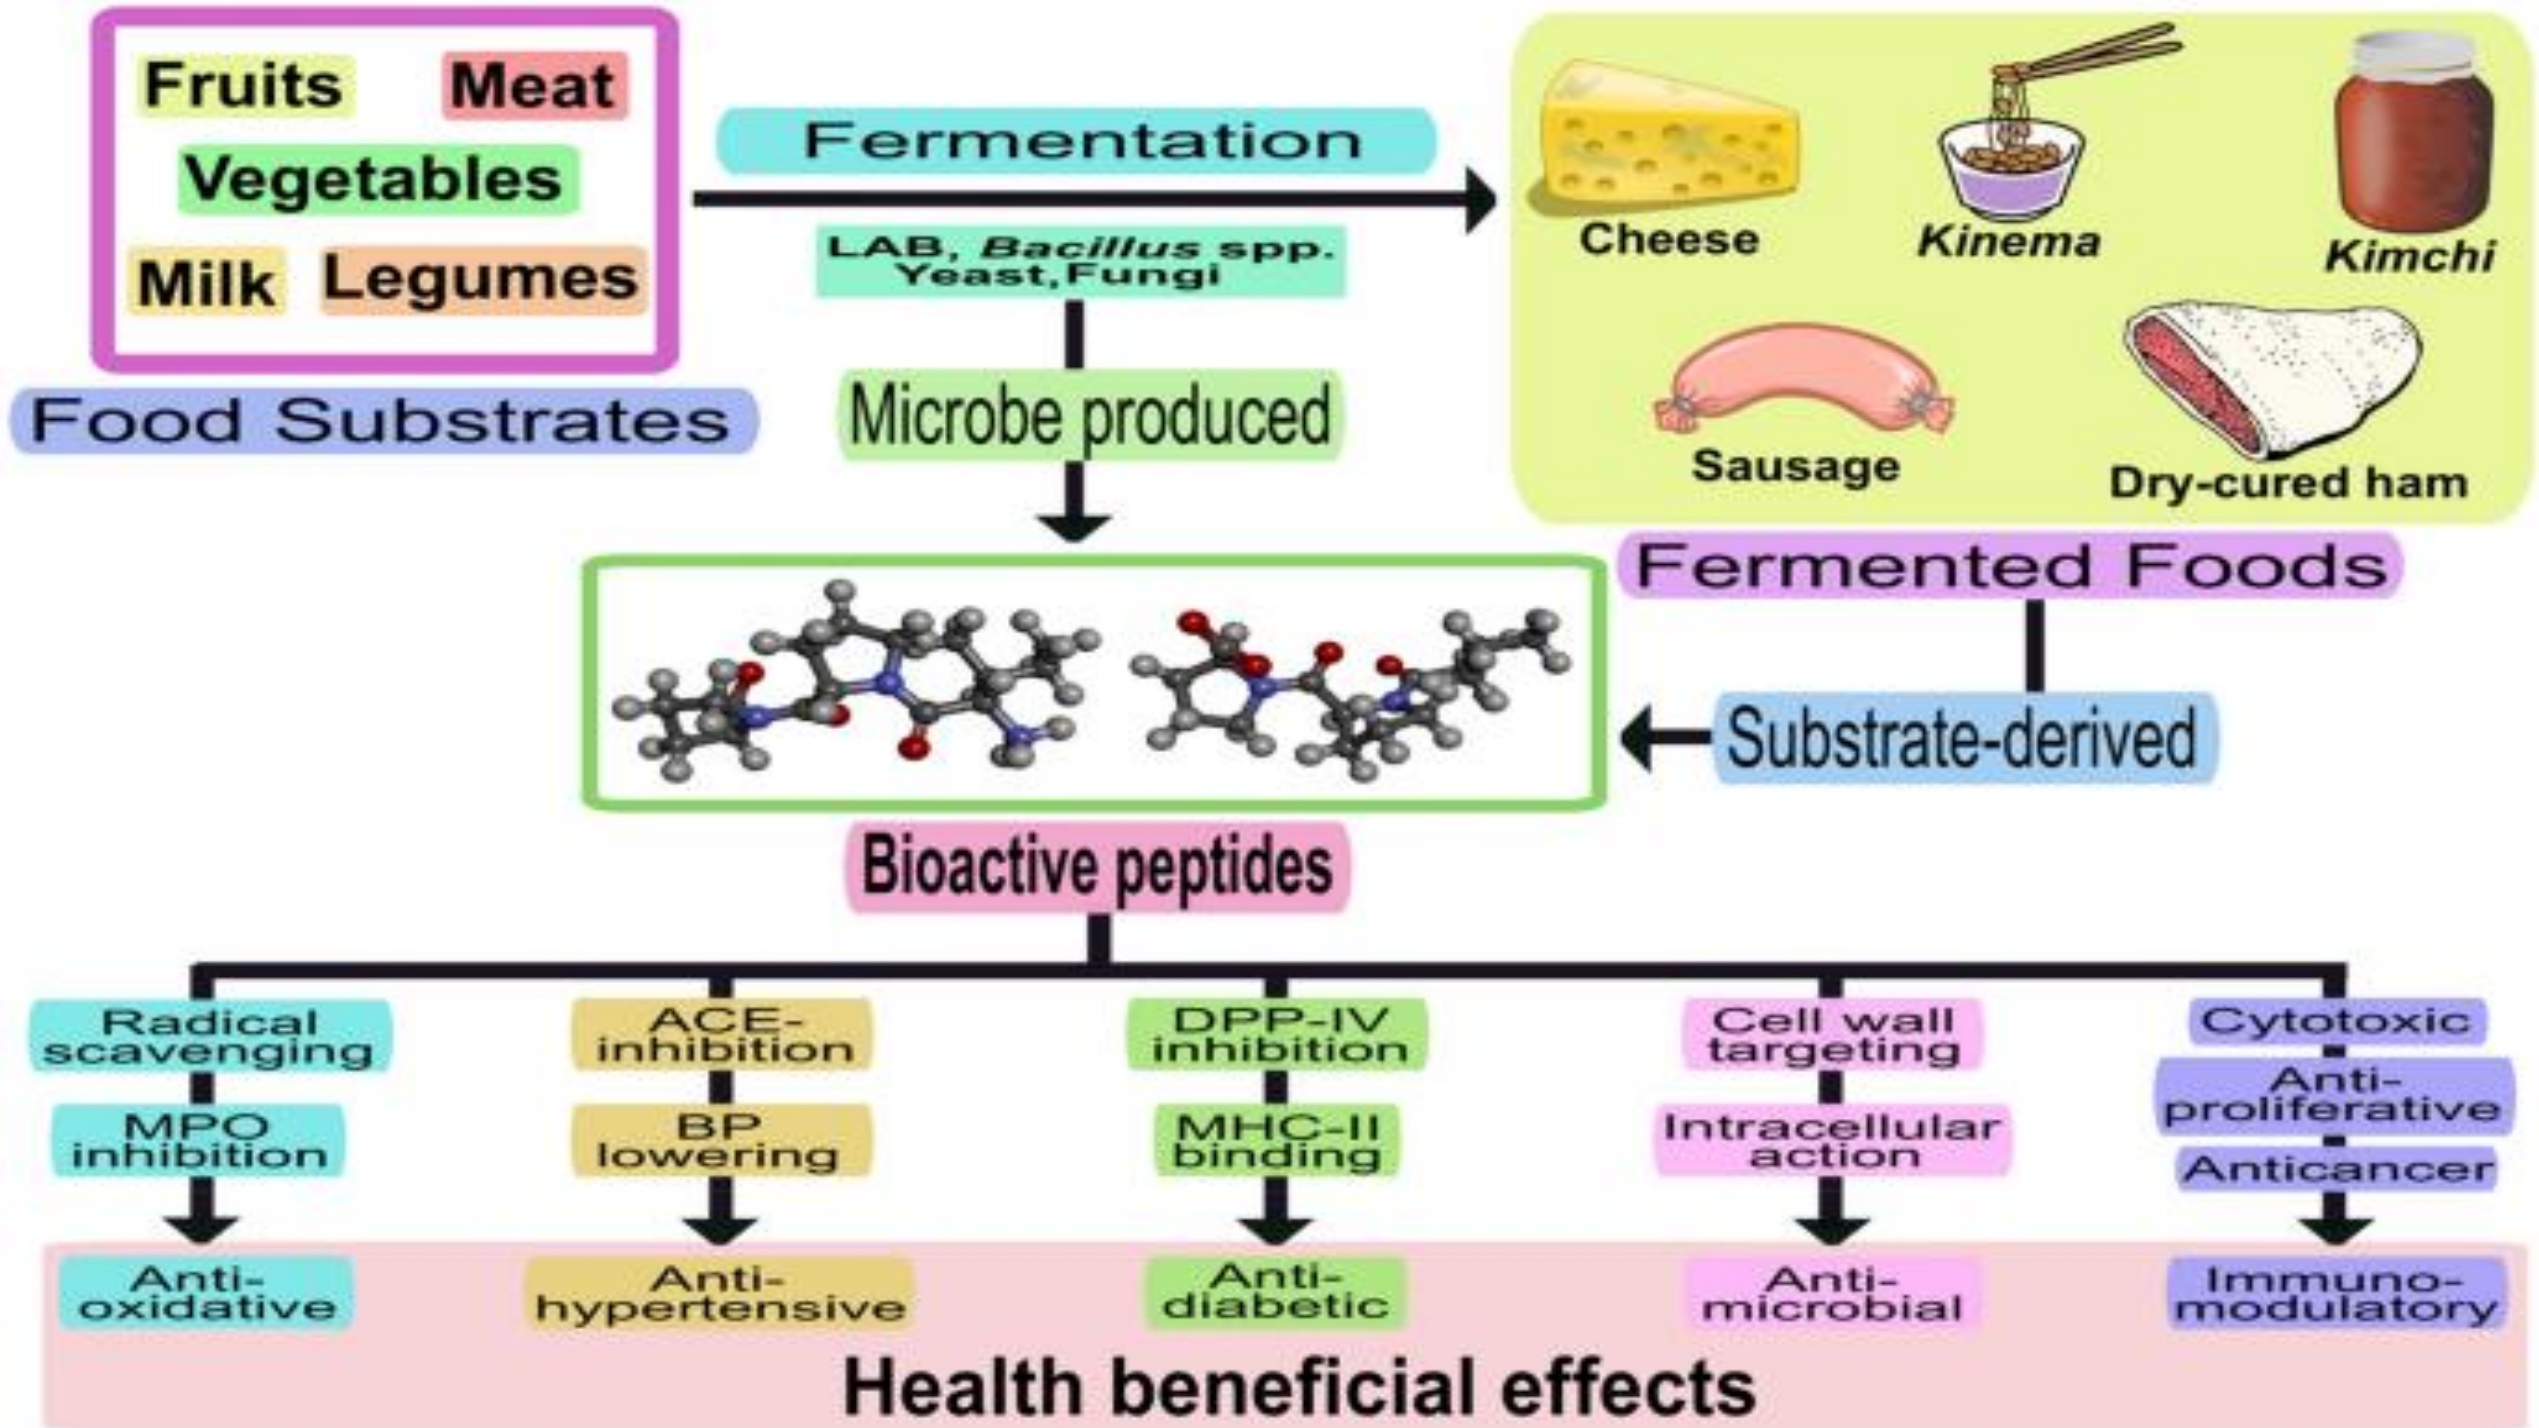 Fruits Meat
Vegetables
Milk Legumes
Food Substrates
Fermentation
LAB, Bacillus spp.
Yeast,Fungi
Microbe produced
Cheese
Kinema
Kimchi
Sausage
Dry-cured ham
Fermented Foods
Substrate-derived
Bioactive peptides
Radical
scavenging
MPO
inhibition
Anti-
oxidative
ACE-
inhibition
BP
lowering
Anti-
hypertensive
DPP-IV
inhibition
MHC-II
binding
Anti-
diabetic
Cell wall
targeting
Intracellular
action
Anti-
microbial
Cytotoxic
Anti-
proliferative
Anticancer
Immuno-
modulatory
Health beneficial effects